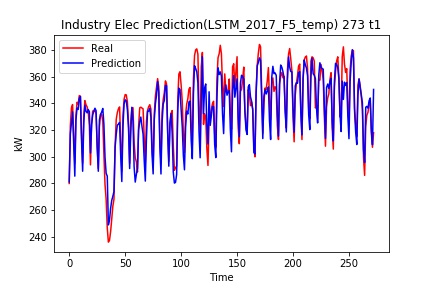 Industry Elec Prediction(LSTM_2017_F5_temp) 273 t1
Real
Prediction
kW
380
360
340
320
300
280
260
240
0 50 100 150 200 250
Time